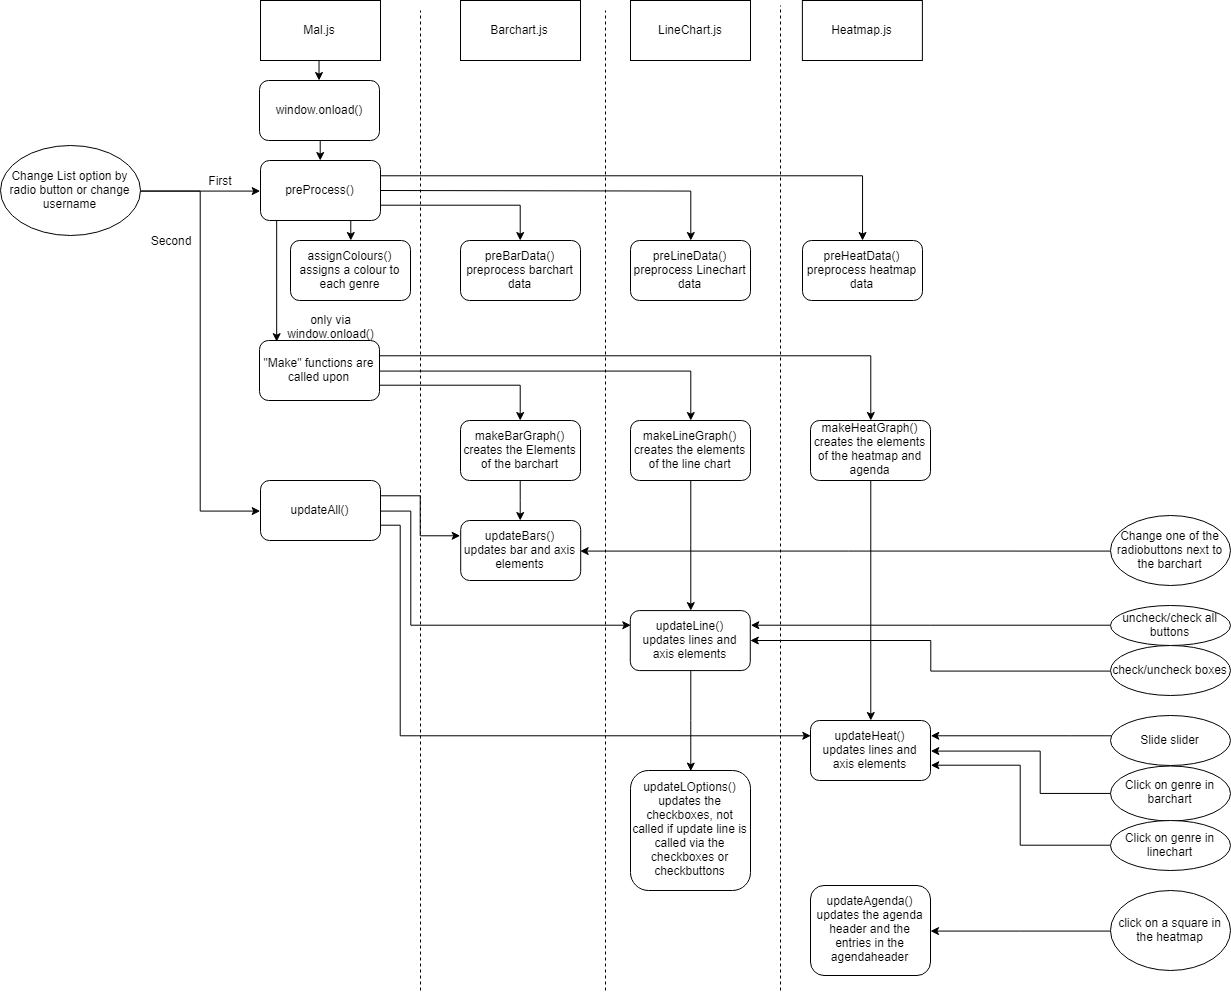 Mal.js
Barchart.js
LineChart.js
Heatmap.js
window.onload()
Change List option by
radio button or change
username
First
Second
preProcess()
assignColours()
assigns a colour to
each genre
preBarData()
preprocess barchart
data
preLineData()
preprocess Linechart
data
preHeatData()
preprocess heatmap
data
only via
window.onload()
"Make" functions are
called upon
makeBarGraph()
creates the Elements
of the barchart
makeLineGraph()
creates the elements
of the line chart
makeHeatGraph()
creates the elements
of the heatmap and
agenda
updateAll()
updateBars()
updates bar and axis
elements
Change one of the
radiobuttons next to
the barchart
updateLine()
updates lines and
axis elements
uncheck/check all
buttons
check/uncheck boxes
updateHeat()
updates lines and
axis elements
Slide slider
Click on genre in
barchart
Click on genre in
linechart
updateLOptions()
updates the
checkboxes, not
called if update line is
called via the
checkboxes or
checkbuttons
updateAgenda()
updates the agenda
header and the
entries in the
agendaheader
click on a square in
the heatmap